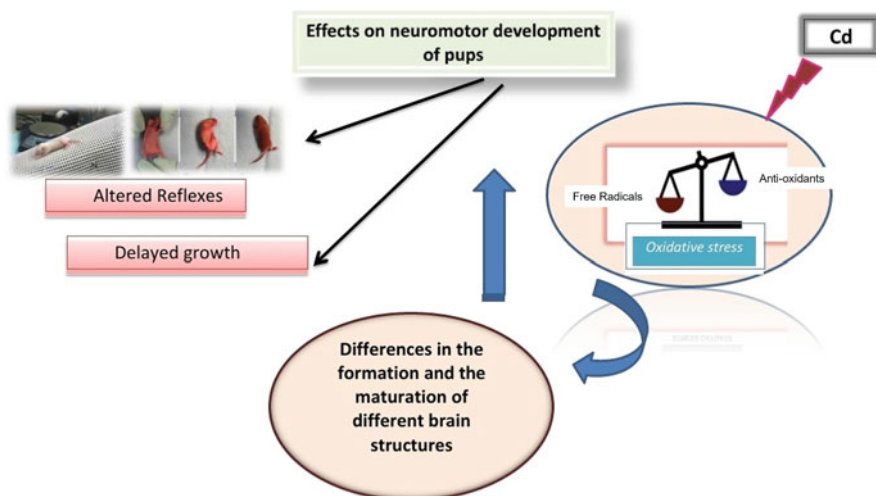 Effects on neuromotor development
of pups
Cd
Free Radicals
Anti-oxidants
Oxidative stress
Altered Reflexes
Delayed growth
Differences in the
formation and the
maturation of
different brain
structures